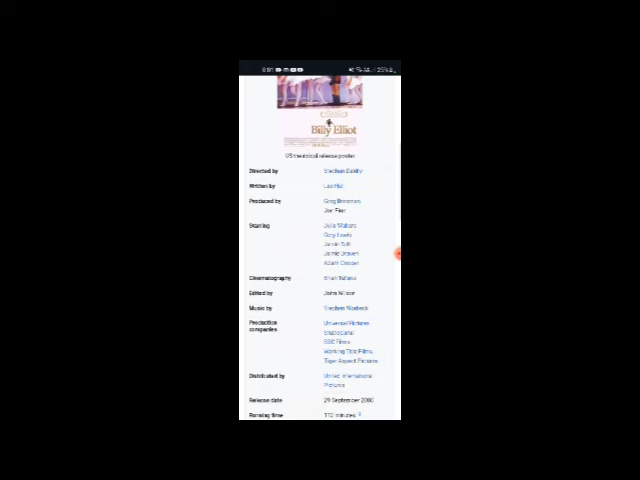 Billy Elliot
US theatrical release poster
Directed by Stephen Daldry
Written by Lee Hall
Produced by Greg Brenman
Jon Finn
Starring Julie Walters
Gary Lewis
Jamie Bell
Jamie Draven
Adam Cooper
Cinematography Brian Tufano
Edited by John Wilson
Music by Stephen Warbeck
Production Universal Pictures
companies StudioCanal
BBC Films
Working Title Films
Tiger Aspect Pictures
Distributed by United International
Pictures
Release date 29 September 2000
Running time 110 minutes